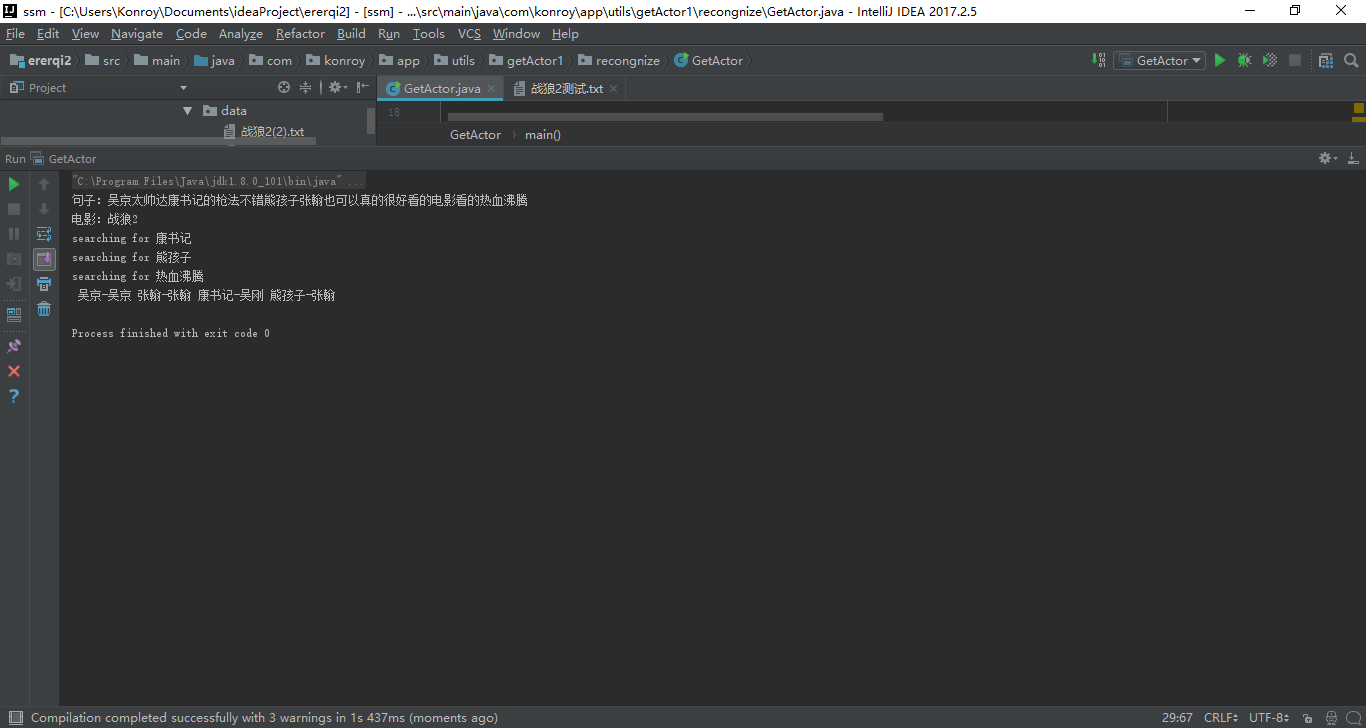 ssm - [C:\Users\Konroy\Documents\ideaProject\ererqi2] - [ssm] - ...\src\main\java\com\konroy\app\utils\getActor1\recongnize\GetActor.java - IntelliJ IDEA 2017.2.5
File Edit View Navigate Code Analyze Refactor Build Run Tools VCS Window Help
ererqi2 src main java com konroy app utils getActor1 recongnize GetActor GetActor
Project GetActor.java 战狼2测试.txt
data 18
战狼2(2).txt GetActor main()
Run GetActor
"C:\Program Files\Java\jdk1.8.0_101\bin\java" ...
句子：吴京太帅达康书记的枪法不错熊孩子张翰也可以真的很好看的电影看的热血沸腾
电影：战狼2
searching for 康书记
searching for 熊孩子
searching for 热血沸腾
吴京-吴京 张翰-张翰 康书记-吴刚 熊孩子-张翰
Process finished with exit code 0
Compilation completed successfully with 3 warnings in 1s 437ms (moments ago) 29:67 CRLF UTF-8